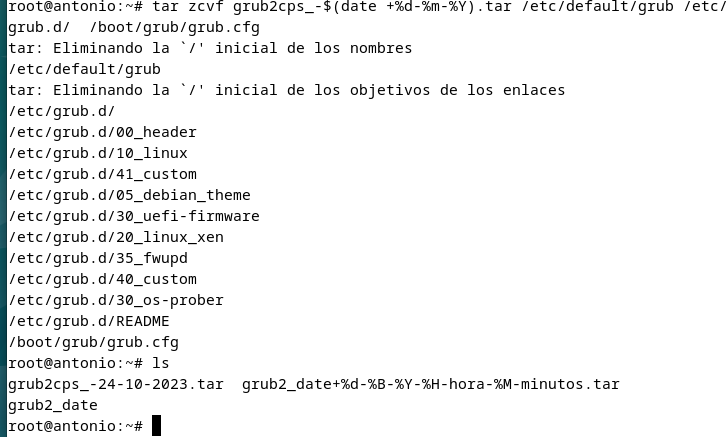 root@antonio:~# tar zcvf grub2cps_-$(date +%d-%m-%Y).tar /etc/default/grub /etc/
grub.d/  /boot/grub/grub.cfg
tar: Eliminando la `/' inicial de los nombres
/etc/default/grub
tar: Eliminando la `/' inicial de los objetivos de los enlaces
/etc/grub.d/
/etc/grub.d/00_header
/etc/grub.d/10_linux
/etc/grub.d/41_custom
/etc/grub.d/05_debian_theme
/etc/grub.d/30_uefi-firmware
/etc/grub.d/20_linux_xen
/etc/grub.d/35_fwupd
/etc/grub.d/40_custom
/etc/grub.d/30_os-prober
/etc/grub.d/README
/boot/grub/grub.cfg
root@antonio:~# ls
grub2cps_-24-10-2023.tar  grub2_date+%d-%B-%Y-%H-hora-%M-minutos.tar
grub2_date
root@antonio:~#